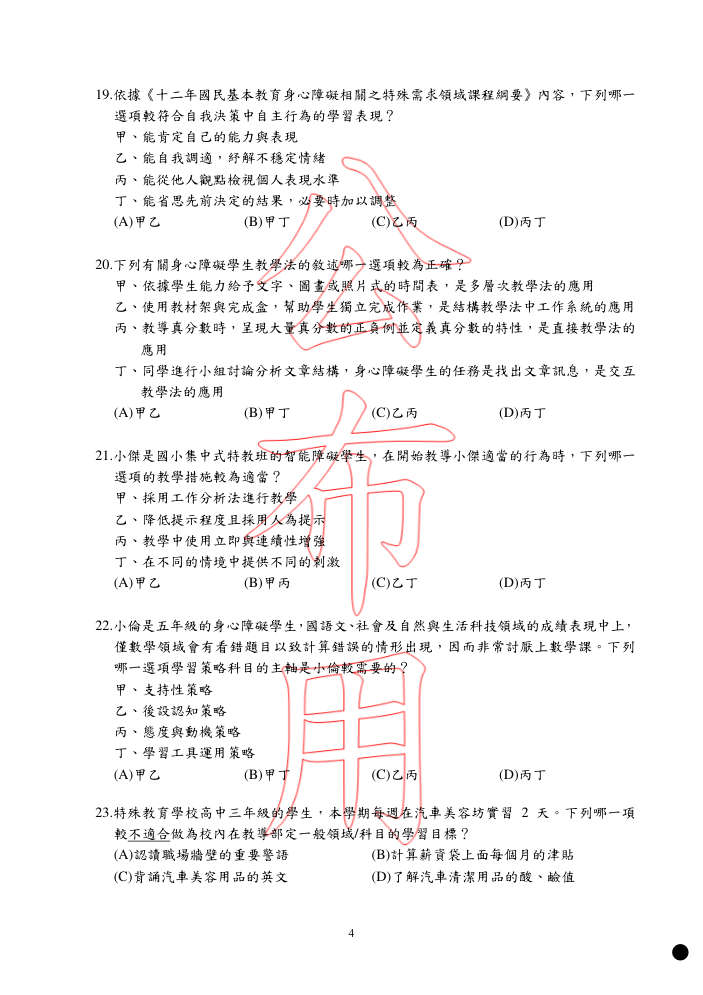 19.依據《十二年國民基本教育身心障礙相關之特殊需求領域課程綱要》內容，下列哪一
選項較符合自我決策中自主行為的學習表現？
甲、能肯定自己的能力與表現
乙、能自我調適，紓解不穩定情緒
丙、能從他人觀點檢視個人表現水準
丁、能省思先前決定的結果，必要時加以調整
(A)甲乙 (B)甲丁 (C)乙丙 (D)丙丁
20.下列有關身心障礙學生教學法的敘述哪一選項較為正確？
甲、依據學生能力給予文字、圖畫或照片式的時間表，是多層次教學法的應用
乙、使用教材架與完成盒，幫助學生獨立完成作業，是結構教學法中工作系統的應用
丙、教導真分數時，呈現大量真分數的正負例並定義真分數的特性，是直接教學法的
應用
丁、同學進行小組討論分析文章結構，身心障礙學生的任務是找出文章訊息，是交互
教學法的應用
(A)甲乙 (B)甲丁 (C)乙丙 (D)丙丁
21.小傑是國小集中式特教班的智能障礙學生，在開始教導小傑適當的行為時，下列哪一
選項的教學措施較為適當？
甲、採用工作分析法進行教學
乙、降低提示程度且採用人為提示
丙、教學中使用立即與連續性增強
丁、在不同的情境中提供不同的刺激
(A)甲乙 (B)甲丙 (C)乙丁 (D)丙丁
22.小倫是五年級的身心障礙學生，國語文、社會及自然與生活科技領域的成績表現中上，
僅數學領域會有看錯題目以致計算錯誤的情形出現，因而非常討厭上數學課。下列
哪一選項學習策略科目的主軸是小倫較需要的？
甲、支持性策略
乙、後設認知策略
丙、態度與動機策略
丁、學習工具運用策略
(A)甲乙 (B)甲丁 (C)乙丙 (D)丙丁
23.特殊教育學校高中三年級的學生，本學期每週在汽車美容坊實習 2 天。下列哪一項
較不適合做為校內在教導部定一般領域/科目的學習目標？
(A)認讀職場牆壁的重要警語 (B)計算薪資袋上面每個月的津貼
(C)背誦汽車美容用品的英文 (D)了解汽車清潔用品的酸、鹼值
4
公布用